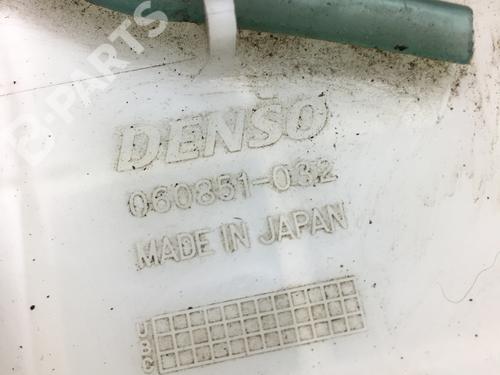 B-PARTS
DENSO
060851-032
MADE IN JAPAN
J
B
C